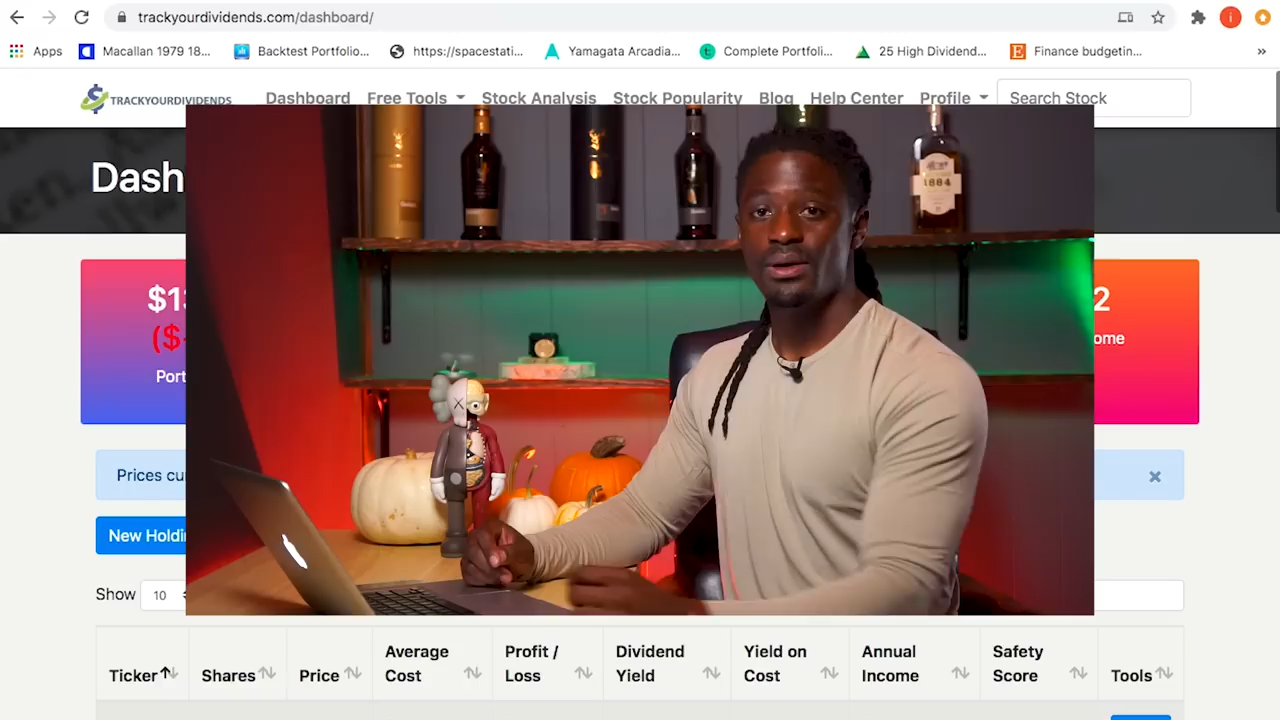 trackyourdividends.com/dashboard/
Apps
Macallan 1979 18...
Backtest Portfolio...
https://spacestati...
Yamagata Arcadia...
Complete Portfoli...
25 High Dividend...
Finance budgetin...
»
TRACKYOURDIVIDENDS
Dashboard
Free Tools
Stock Analysis
Stock Popularity
Blog
Help Center
Profile
Search Stock
Dash
$13
2
($-
ome
Port
1884
Prices cu
New Holdi
Show 10
Ticker
Shares
Price
Average
Cost
Profit /
Loss
Dividend
Yield
Yield on
Cost
Annual
Income
Safety
Score
Tools